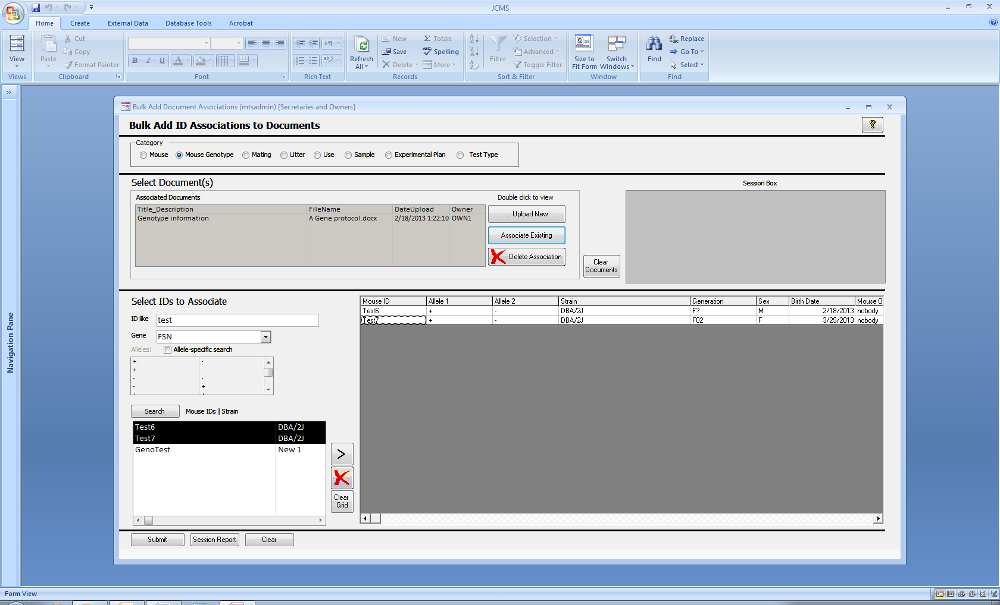 JCMS
Home Create External Data Database Tools Acrobat
View
Views
Paste
Cut
Copy
Format Painter
Clipboard
B I U A
Font
ab
Rich Text
Refresh
All
New
Save
Delete
Totals
Spelling
More
Records
Filter
Selection
Advanced
Toggle Filter
Sort & Filter
Size to
Fit Form
Switch
Windows
Window
Find
Replace
Go To
Select
Find
»
Navigation Pane
Bulk Add Document Associations (mtsadmin) {Secretaries and Owners}
Bulk Add ID Associations to Documents
?
Category
Mouse Mouse Genotype Mating Litter Use Sample Experimental Plan Test Type
Select Document(s)
Session Box
Associated Documents
Double click to view
Title_Description FileName DateUpload Owner
Genotype information A Gene protocol.docx 2/18/2013 1:22:10 OWN1
... Upload New
Associate Existing
Delete Association
Clear
Documents
Select IDs to Associate
ID like test
Gene FSN
Alleles: Allele-specific search
+ -
+
- -
- +
Search Mouse IDs | Strain
Test6 DBA/2J
Test7 DBA/2J
GenoTest New 1
>
Clear
Grid
Mouse ID Allele 1 Allele 2 Strain Generation Sex Birth Date Mouse O
Test6 + - DBA/2J F? M 2/18/2013 nobody
Test7 + - DBA/2J F02 F 3/29/2013 nobody
Submit Session Report Clear
Form View